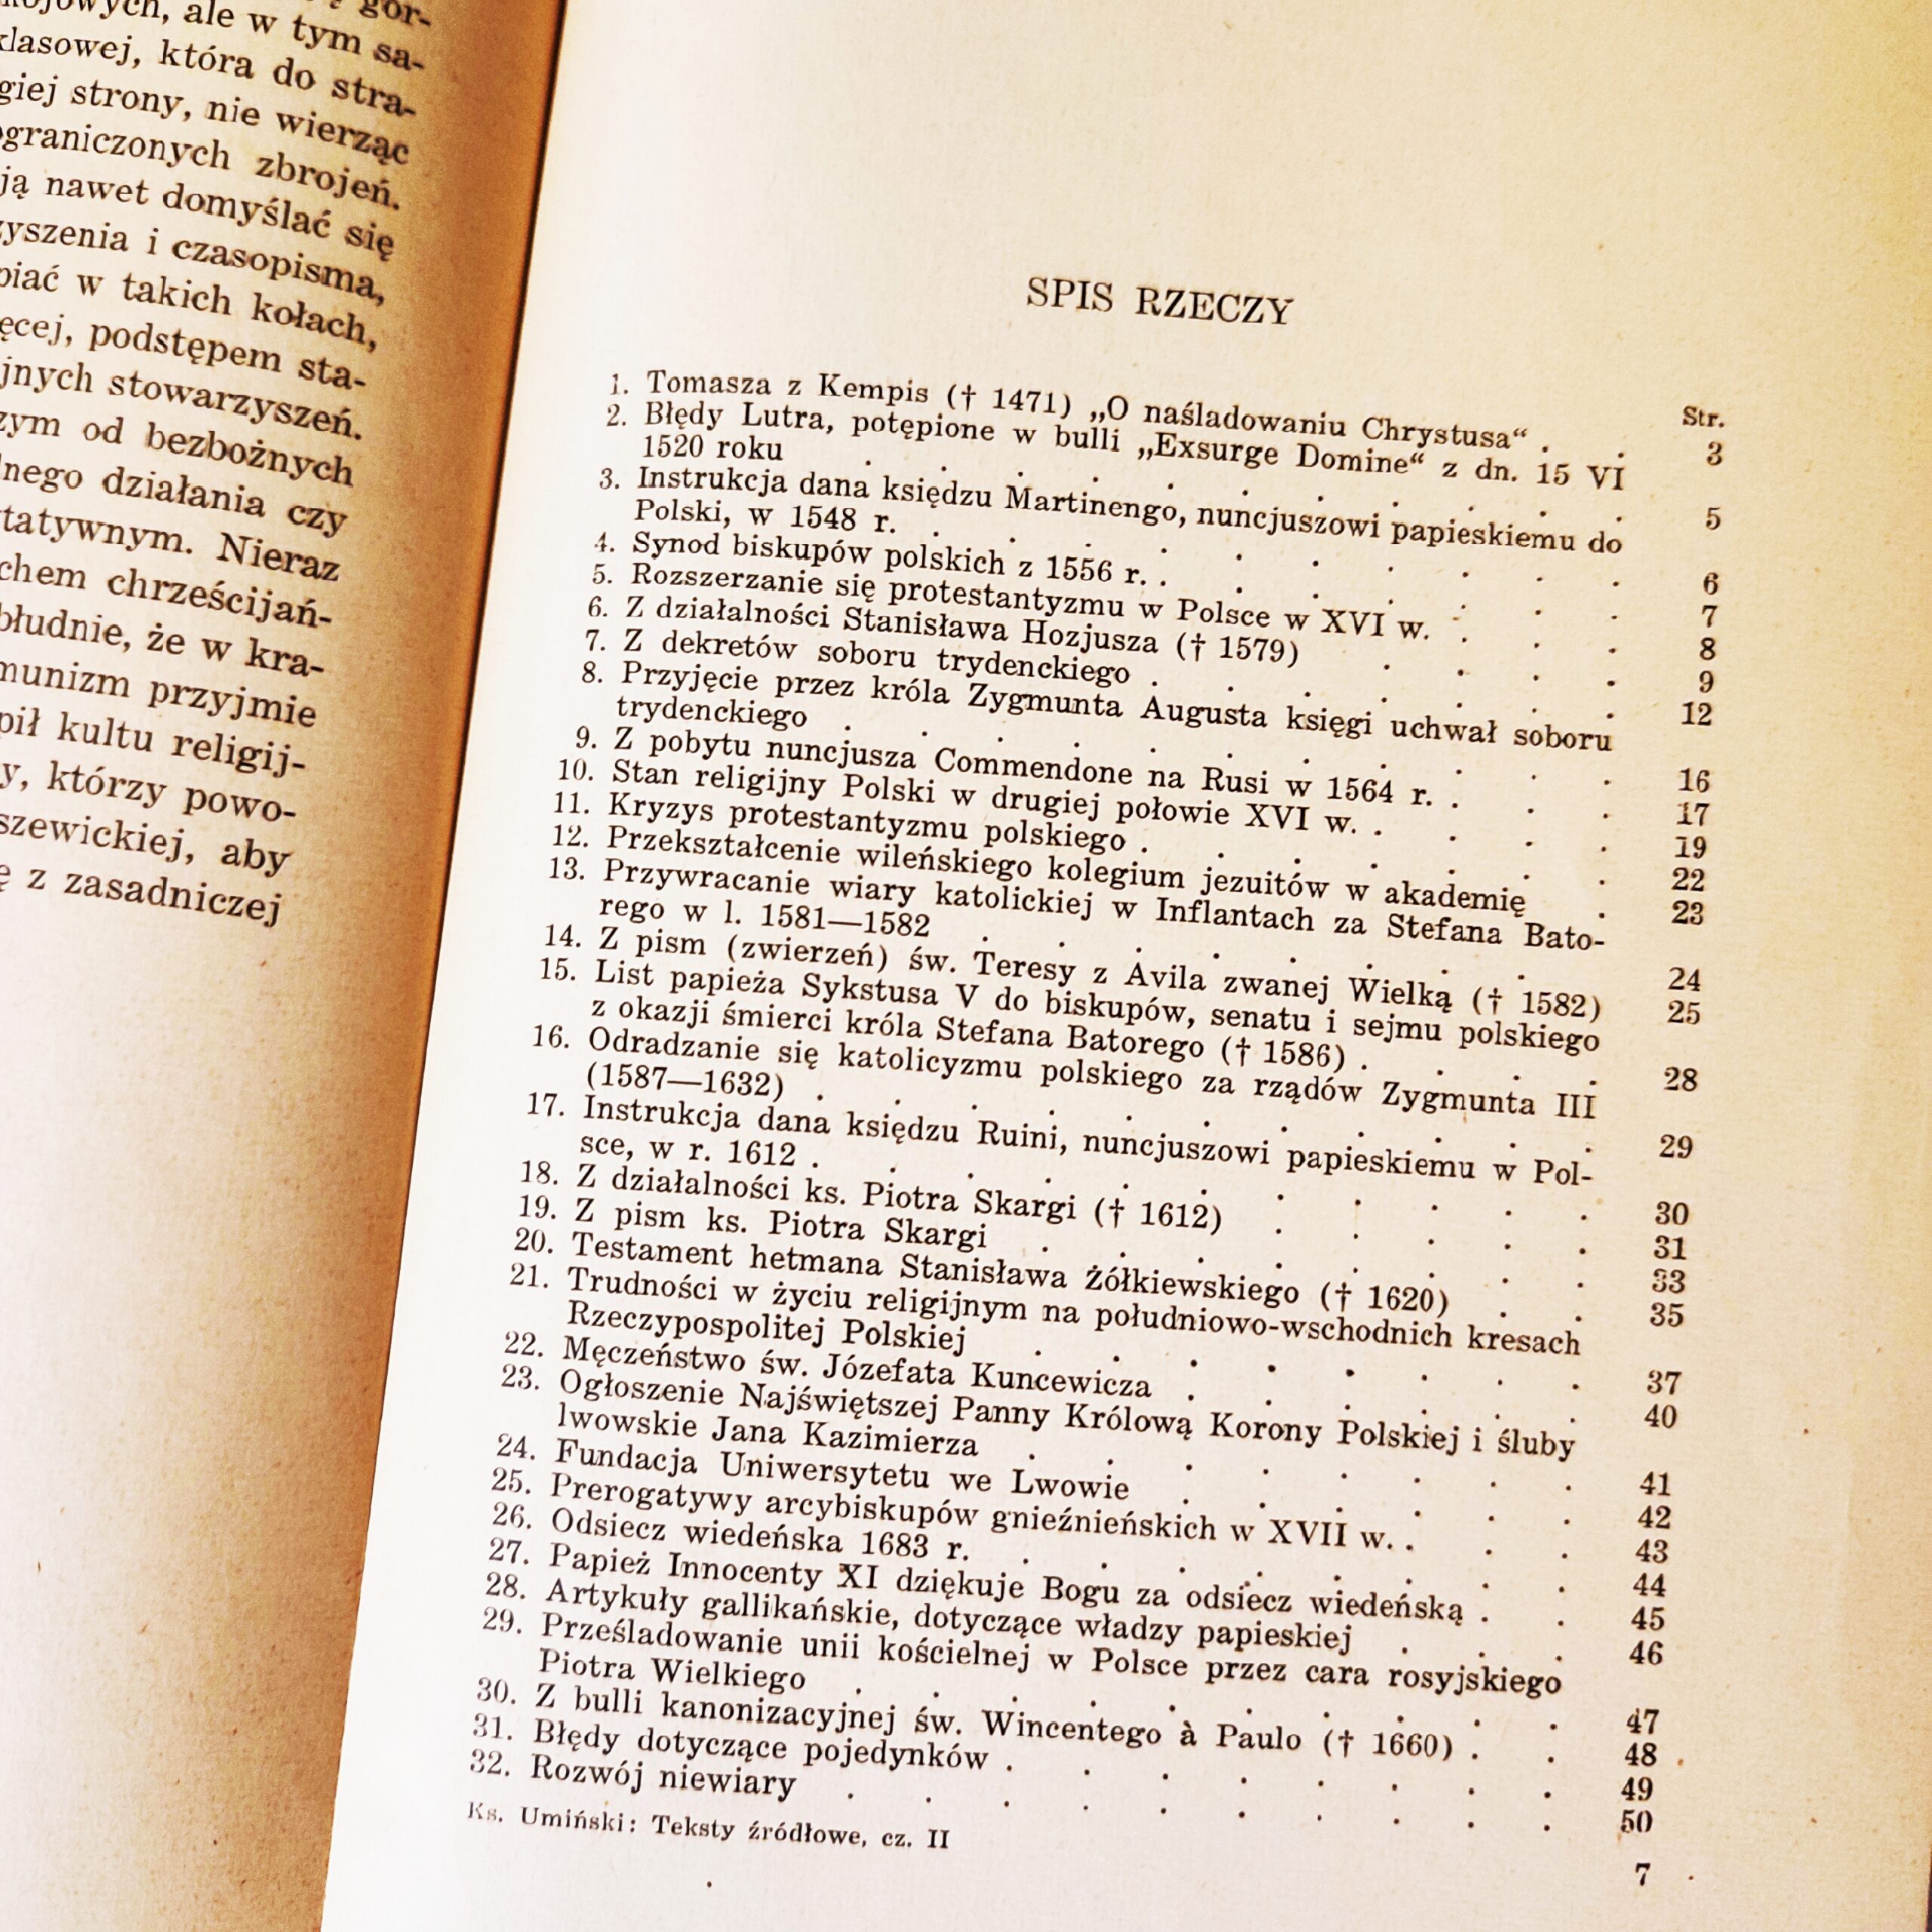 gor-
ale w tym sa-
klasowej, która do stra-
giej strony, nie wierząc
ograniczonych zbrojeń.
ją nawet domyślać się
yszenia i czasopisma,
piać w takich kołach,
ęcej, podstępem sta-
jnych stowarzyszeń.
zym od bezbożnych
nego działania czy
tatywnym. Nieraz
chem chrześcijań-
błudnie, że w kra-
munizm przyjmie
pił kultu religij-
y, którzy powo-
szewickiej, aby
ę z zasadniczej
SPIS RZECZY
Str.
1. Tomasza z Kempis († 1471) „O naśladowaniu Chrystusa“ . . 3
2. Błędy Lutra, potępione w bulli „Exsurge Domine“ z dn. 15 VI
1520 roku . . . . . . . . . . . 5
3. Instrukcja dana księdzu Martinengo, nuncjuszowi papieskiemu do
Polski, w 1548 r. . . . . . . . . . . 6
4. Synod biskupów polskich z 1556 r. . . . . . . . 7
5. Rozszerzanie się protestantyzmu w Polsce w XVI w. . . . 8
6. Z działalności Stanisława Hozjusza († 1579) . . . . 9
7. Z dekretów soboru trydenckiego . . . . . . . 12
8. Przyjęcie przez króla Zygmunta Augusta księgi uchwał soboru
trydenckiego . . . . . . . . . . . 16
9. Z pobytu nuncjusza Commendone na Rusi w 1564 r. . . . 17
10. Stan religijny Polski w drugiej połowie XVI w. . . . . 19
11. Kryzys protestantyzmu polskiego . . . . . . . 22
12. Przekształcenie wileńskiego kolegium jezuitów w akademię . 23
13. Przywracanie wiary katolickiej w Inflantach za Stefana Bato-
rego w l. 1581—1582 . . . . . . . . 24
14. Z pism (zwierzeń) św. Teresy z Avila zwanej Wielką († 1582) 25
15. List papieża Sykstusa V do biskupów, senatu i sejmu polskiego
z okazji śmierci króla Stefana Batorego († 1586) . . . . 28
16. Odradzanie się katolicyzmu polskiego za rządów Zygmunta III
(1587—1632) . . . . . . . . . . . 29
17. Instrukcja dana księdzu Ruini, nuncjuszowi papieskiemu w Pol-
sce, w r. 1612 . . . . . . . . . . . 30
18. Z działalności ks. Piotra Skargi († 1612) . . . . . 31
19. Z pism ks. Piotra Skargi . . . . . . . . 33
20. Testament hetmana Stanisława Żółkiewskiego († 1620) . . 35
21. Trudności w życiu religijnym na południowo-wschodnich kresach
Rzeczypospolitej Polskiej . . . . . . . . 37
22. Męczeństwo św. Józefata Kuncewicza . . . . . . 40
23. Ogłoszenie Najświętszej Panny Królową Korony Polskiej i śluby
lwowskie Jana Kazimierza . . . . . . . . 41
24. Fundacja Uniwersytetu we Lwowie . . . . . . 42
25. Prerogatywy arcybiskupów gnieźnieńskich w XVII w. . . . 43
26. Odsiecz wiedeńska 1683 r. . . . . . . . . 44
27. Papież Innocenty XI dziękuje Bogu za odsiecz wiedeńską . . 45
28. Artykuły gallikańskie, dotyczące władzy papieskiej . . . 46
29. Prześladowanie unii kościelnej w Polsce przez cara rosyjskiego
Piotra Wielkiego . . . . . . . . . . 47
30. Z bulli kanonizacyjnej św. Wincentego à Paulo († 1660) . . 48
31. Błędy dotyczące pojedynków . . . . . . . . 49
32. Rozwój niewiary . . . . . . . . . . 50
Ks. Umiński: Teksty źródłowe, cz. II
7